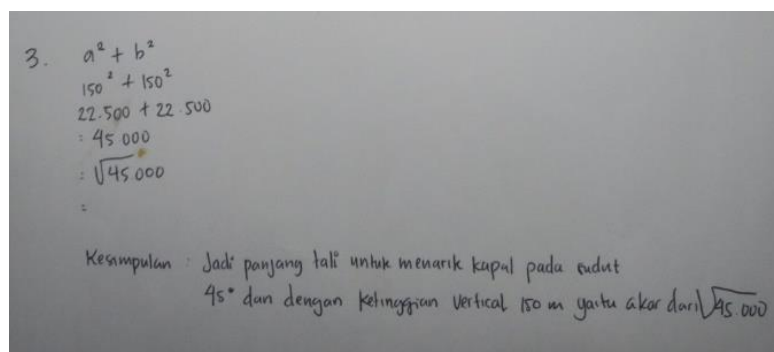 3. a² + b²
150² + 150²
22.500 + 22.500
: 45 000
: √45.000
:
Kesimpulan : Jadi panjang tali untuk menarik kapal pada sudut
45° dan dengan ketinggian vertical 150 m yaitu akar dari √45.000